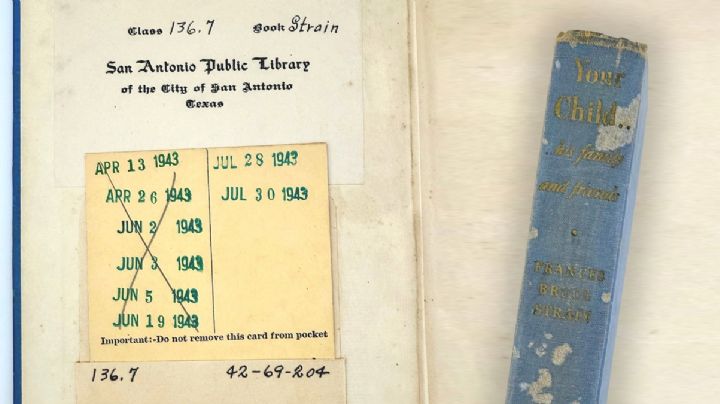 Class 136.7 Book Strain
San Antonio Public Library
of the City of San Antonio
Texas
APR 13 1943
APR 26 1943
JUN 2 1943
JUN 3 1943
JUN 5 1943
JUN 19 1943
JUL 28 1943
JUL 30 1943
Important:-Do not remove this card from pocket
136.7 42-69-204
Your
Child..
his family
and friends
FRANCES
BRUCE
STRAIN